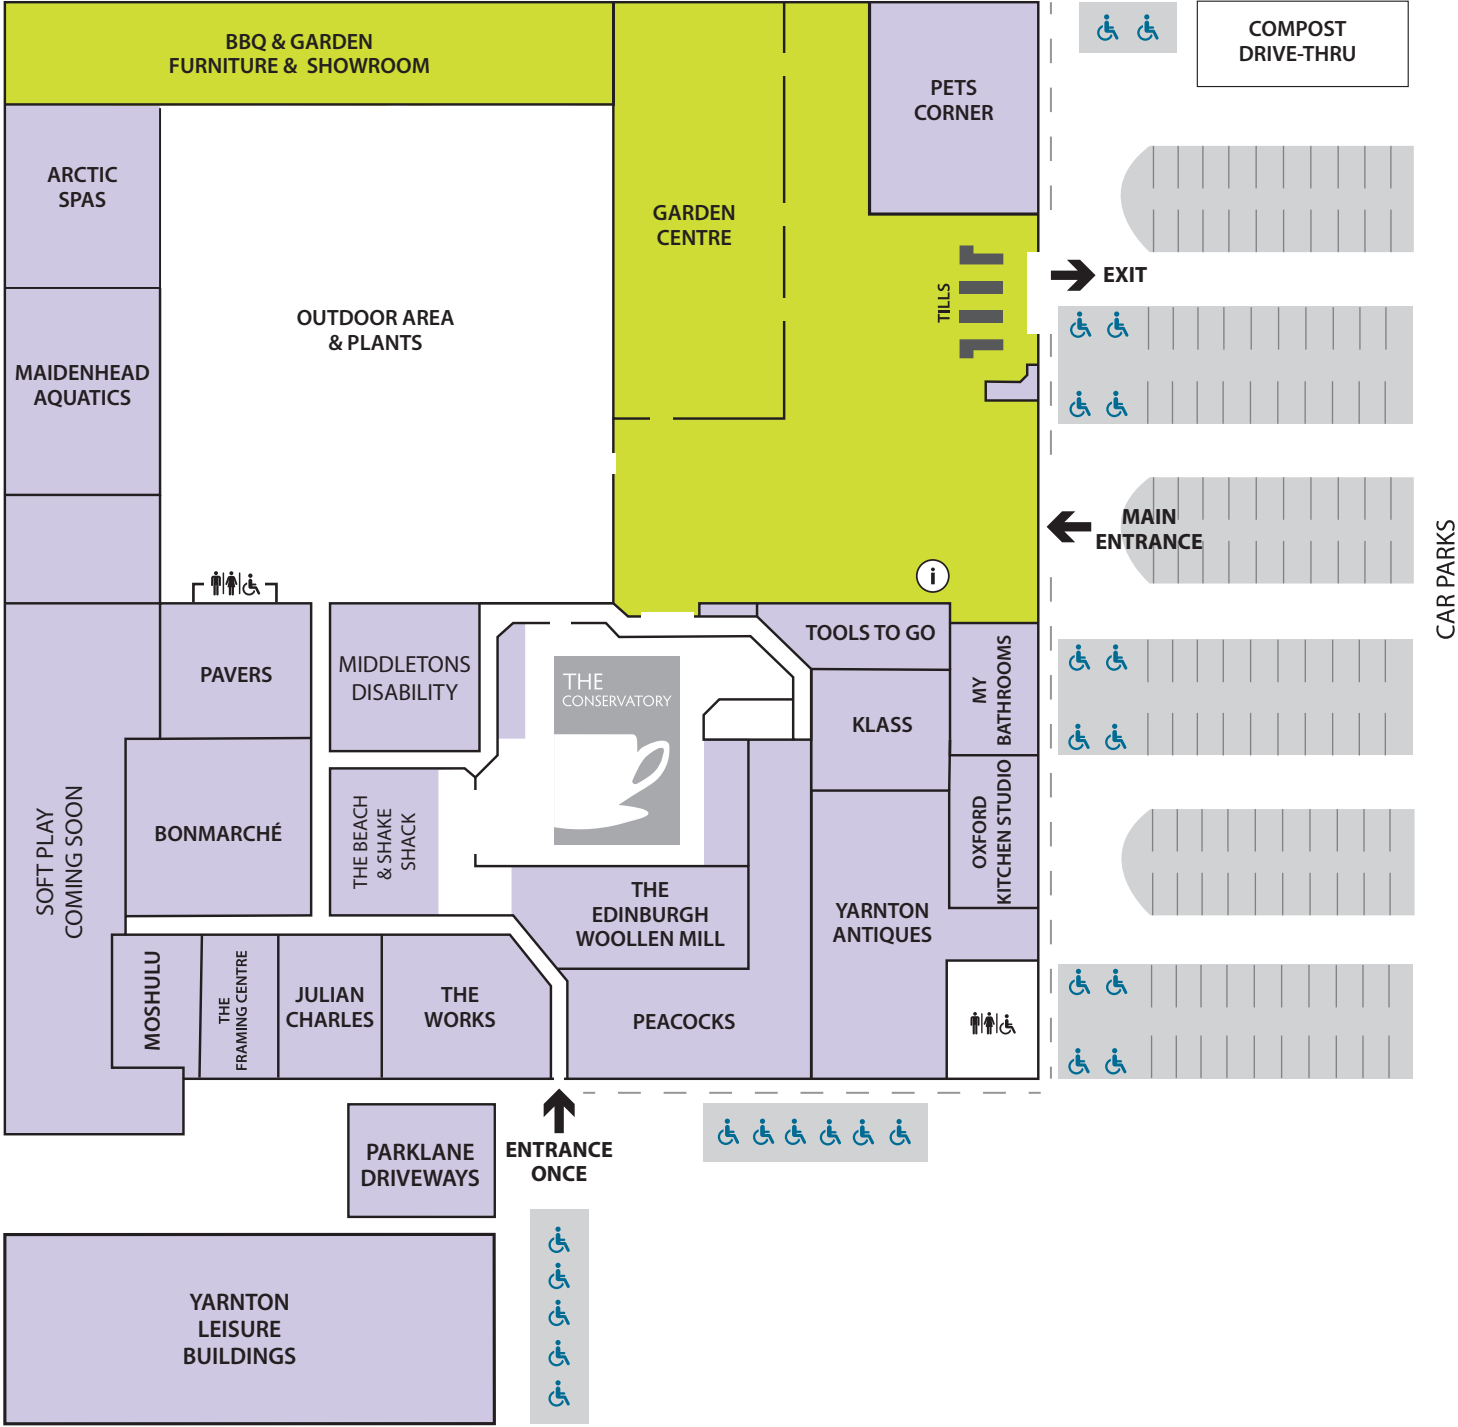 BBQ & GARDEN
FURNITURE & SHOWROOM
PETS
CORNER
COMPOST
DRIVE-THRU
ARCTIC
SPAS
GARDEN
CENTRE
TILLS
EXIT
OUTDOOR AREA
& PLANTS
MAIDENHEAD
AQUATICS
MAIN
ENTRANCE
CAR PARKS
i
TOOLS TO GO
PAVERS
MIDDLETONS
DISABILITY
THE
CONSERVATORY
KLASS
MY
BATHROOMS
SOFT PLAY
COMING SOON
BONMARCHÉ
THE BEACH
& SHAKE
SHACK
OXFORD
KITCHEN STUDIO
THE
EDINBURGH
WOOLLEN MILL
YARNTON
ANTIQUES
MOSHULU
THE
FRAMING CENTRE
JULIAN
CHARLES
THE
WORKS
PEACOCKS
PARKLANE
DRIVEWAYS
ENTRANCE
ONCE
YARNTON
LEISURE
BUILDINGS